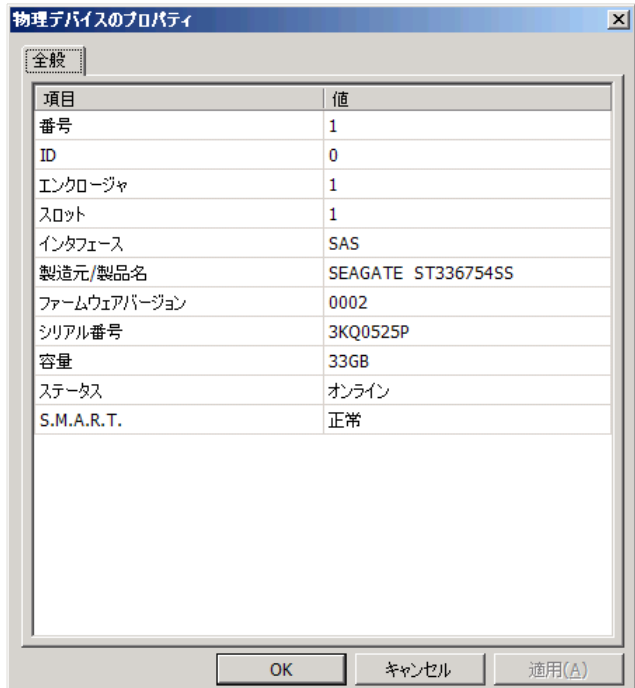 物理デバイスのプロパティ
全般
項目 値
番号 1
ID 0
エンクロージャ 1
スロット 1
インタフェース SAS
製造元/製品名 SEAGATE ST336754SS
ファームウェアバージョン 0002
シリアル番号 3KQ0525P
容量 33GB
ステータス オンライン
S.M.A.R.T. 正常
OK キャンセル 適用(A)